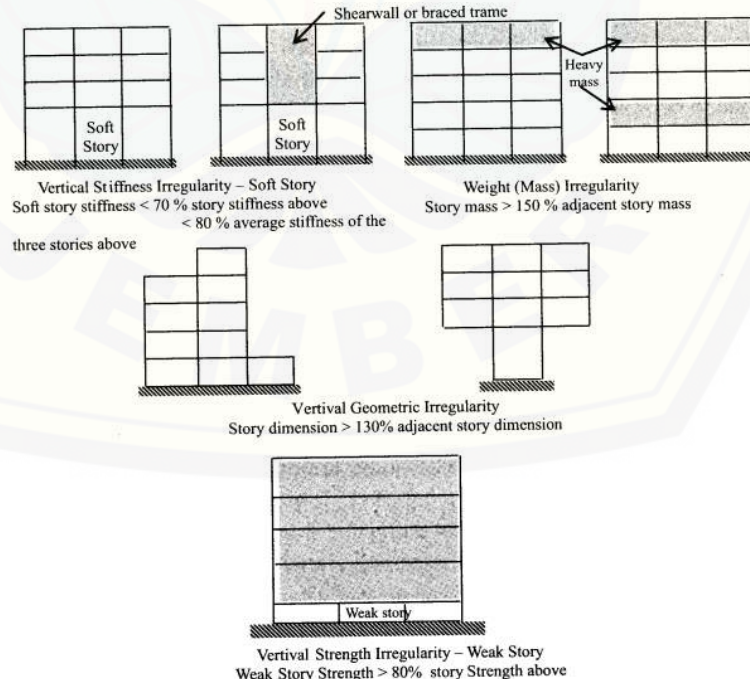 Shearwall or braced trame
Heavy
mass
Soft
Story
Soft
Story
Vertical Stiffness Irregularity – Soft Story
Soft story stiffness < 70 % story stiffness above
< 80 % average stiffness of the
three stories above
Weight (Mass) Irregularity
Story mass > 150 % adjacent story mass
Vertival Geometric Irregularity
Story dimension > 130% adjacent story dimension
Weak story
Vertival Strength Irregularity – Weak Story
Weak Story Strength > 80% story Strength above
EMBER